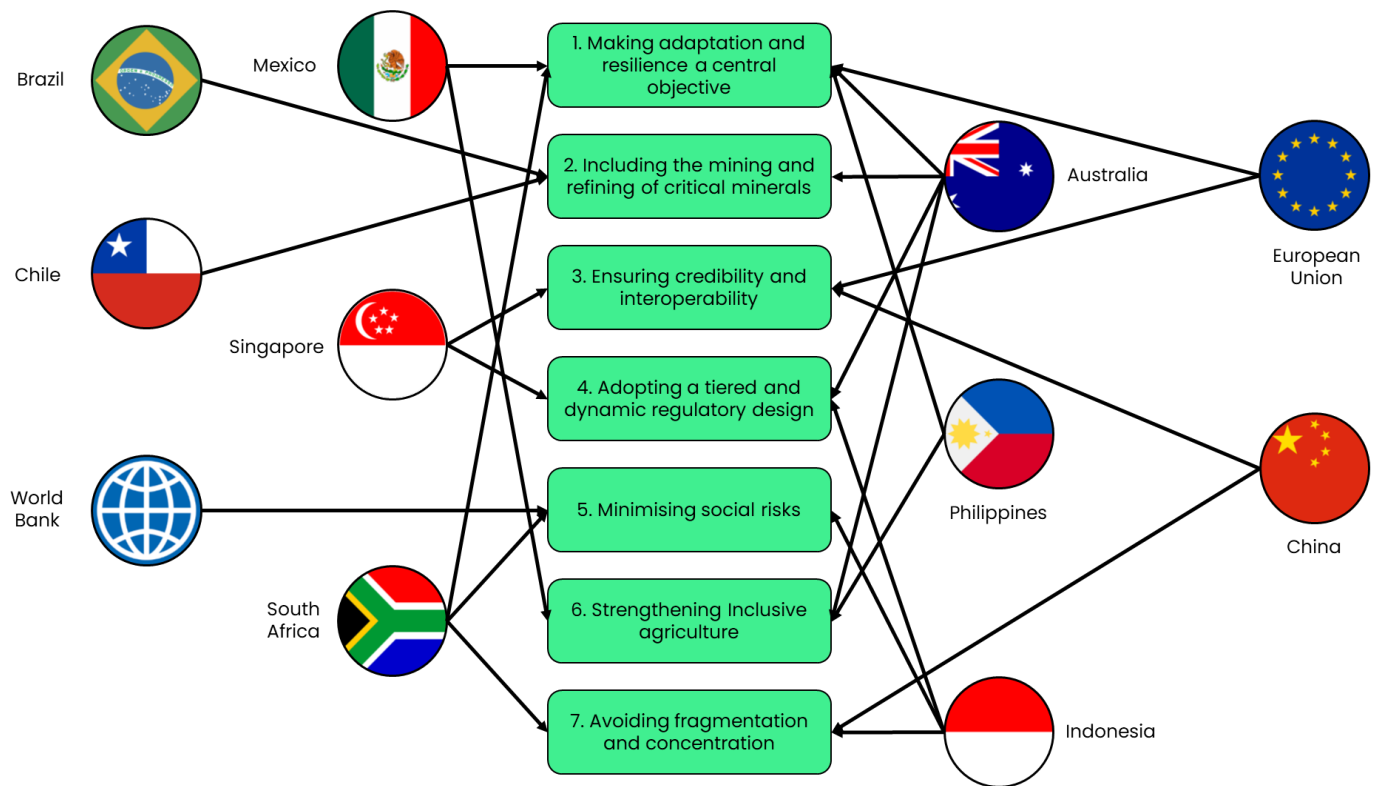 Brazil
Mexico
1. Making adaptation and
resilience a central
objective
2. Including the mining and
refining of critical minerals
Australia
European
Union
Chile
3. Ensuring credibility and
interoperability
Singapore
4. Adopting a tiered and
dynamic regulatory design
World
Bank
5. Minimising social risks
Philippines
China
South
Africa
6. Strengthening Inclusive
agriculture
7. Avoiding fragmentation
and concentration
Indonesia